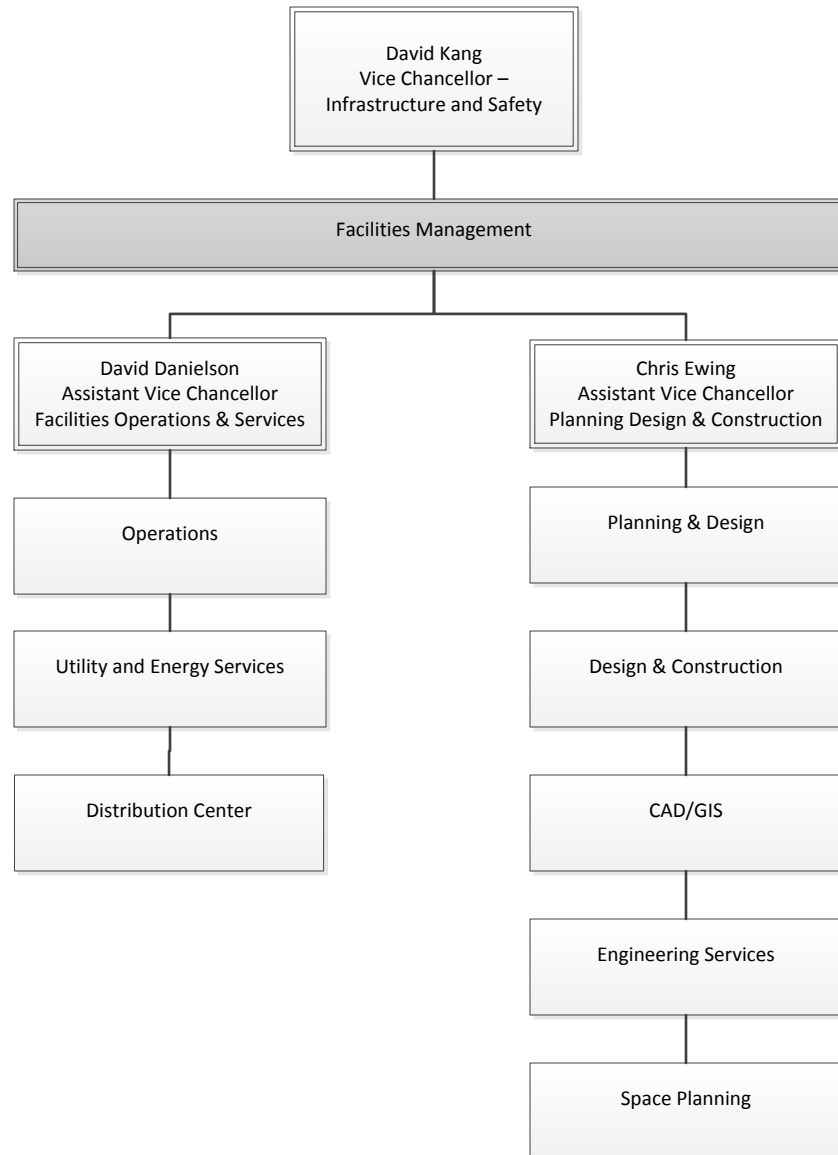 David Kang
Vice Chancellor –
Infrastructure and Safety
Facilities Management
David Danielson
Assistant Vice Chancellor
Facilities Operations & Services
Chris Ewing
Assistant Vice Chancellor
Planning Design & Construction
Operations
Planning & Design
Utility and Energy Services
Design & Construction
Distribution Center
CAD/GIS
Engineering Services
Space Planning